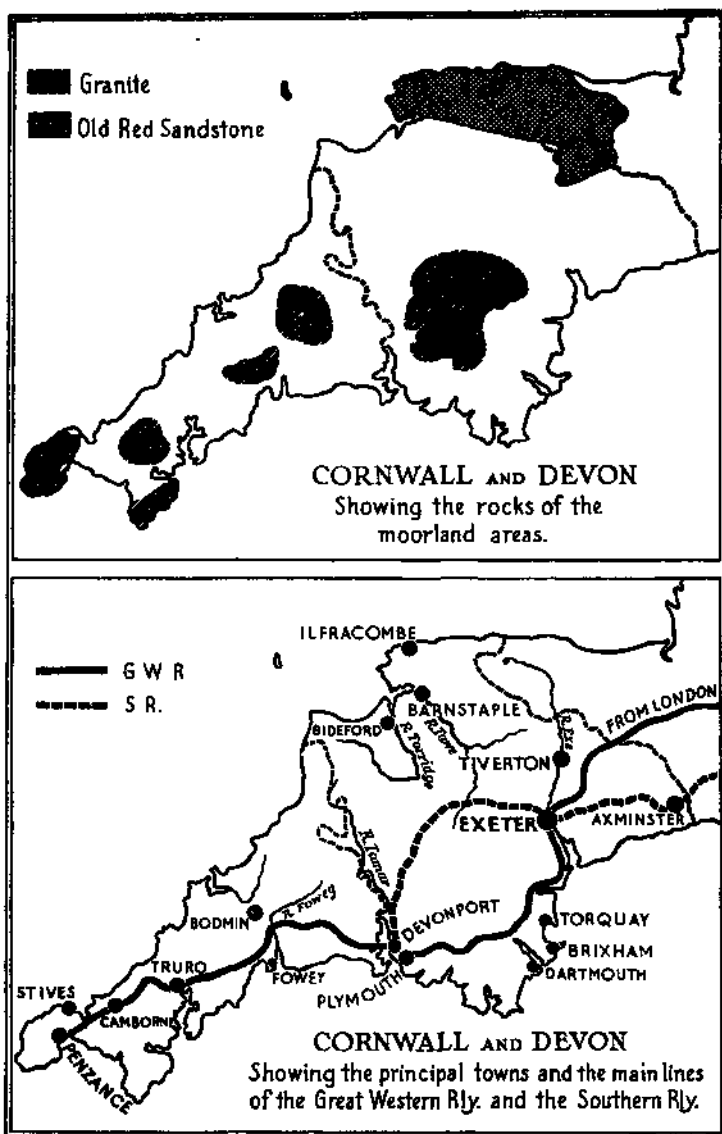 Granite
Old Red Sandstone
CORNWALL AND DEVON
Showing the rocks of the
moorland areas.
G W R
S R.
ILFRACOMBE
BARNSTAPLE
BIDEFORD
R. Torridge
R. Tawe
R. Exe
FROM LONDON
TIVERTON
EXETER
AXMINSTER
R. Tamar
BODMIN
R. Fowey
DEVONPORT
TORQUAY
BRIXHAM
DARTMOUTH
TRURO
FOWEY
PLYMOUTH
ST IVES
CAMBORNE
PENZANCE
CORNWALL AND DEVON
Showing the principal towns and the main lines
of the Great Western Rly. and the Southern Rly.